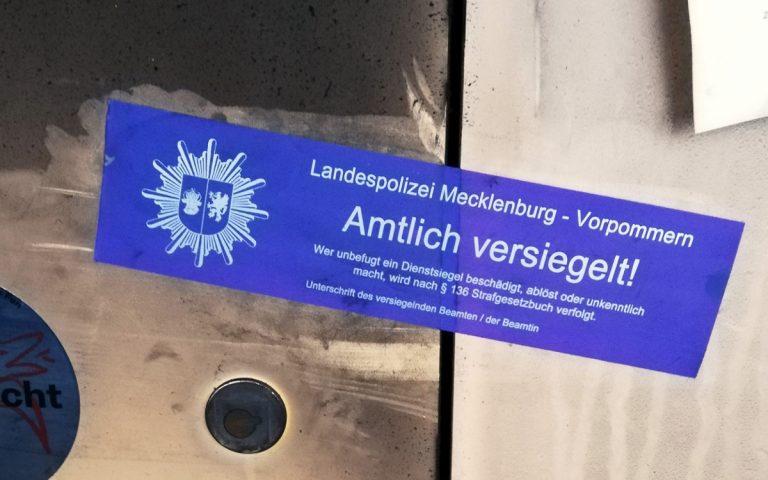 Landespolizei Mecklenburg - Vorpommern
Amtlich versiegelt!
Wer unbefugt ein Dienstsiegel beschädigt, ablöst oder unkenntlich
macht, wird nach § 136 Strafgesetzbuch verfolgt.
Unterschrift des versiegelnden Beamten / der Beamtin
cht